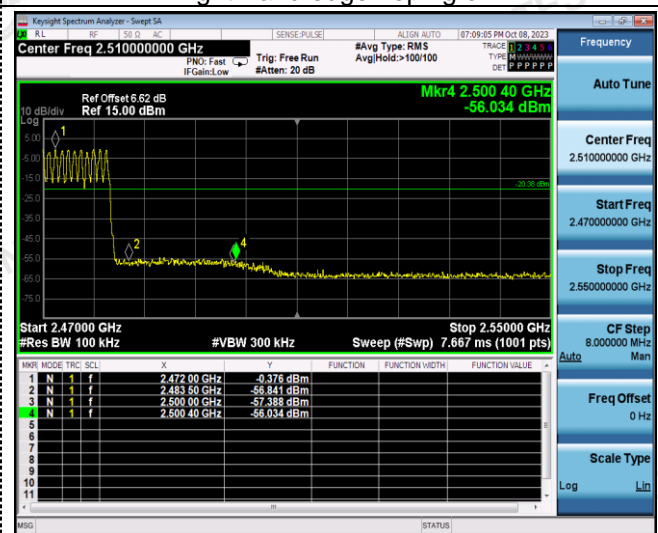 Keysight Spectrum Analyzer - Swept SA
RL RF 50 Ω AC SENSE:PULSE ALIGN AUTO 07:09:05 PM Oct 08, 2023
Center Freq 2.510000000 GHz #Avg Type: RMS TRACE 1 2 3 4 5 6
PNO: Fast Trig: Free Run Avg|Hold:>100/100 TYPE M WWWWW
IFGain:Low #Atten: 20 dB DET P P P P P P
Mkr4 2.500 40 GHz
-56.034 dBm
Ref Offset 6.62 dB
10 dB/div Ref 15.00 dBm
Log
5.00
-5.00
-15.0
-20.38 dBm
-25.0
-35.0
-45.0
-55.0
-65.0
-75.0
1
2
4
Start 2.47000 GHz Stop 2.55000 GHz
#Res BW 100 kHz #VBW 300 kHz Sweep (#Swp) 7.667 ms (1001 pts)
MKR MODE TRC SCL X Y FUNCTION FUNCTION WIDTH FUNCTION VALUE
1 N 1 f 2.472 00 GHz -0.376 dBm
2 N 1 f 2.483 50 GHz -56.841 dBm
3 N 1 f 2.500 00 GHz -57.388 dBm
4 N 1 f 2.500 40 GHz -56.034 dBm
5
6
7
8
9
10
11
MSG STATUS
Frequency
Auto Tune
Center Freq
2.510000000 GHz
Start Freq
2.470000000 GHz
Stop Freq
2.550000000 GHz
CF Step
8.000000 MHz
Auto Man
Freq Offset
0 Hz
Scale Type
Log Lin